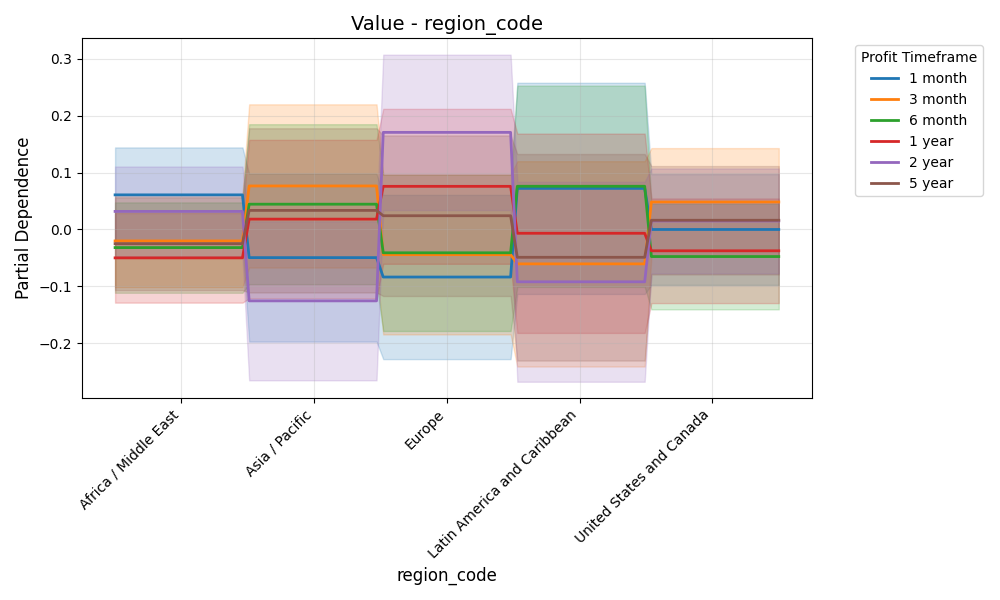 Value - region_code
Partial Dependence
0.3
0.2
0.1
0.0
−0.1
−0.2
Africa / Middle East
Asia / Pacific
Europe
Latin America and Caribbean
United States and Canada
region_code
Profit Timeframe
1 month
3 month
6 month
1 year
2 year
5 year